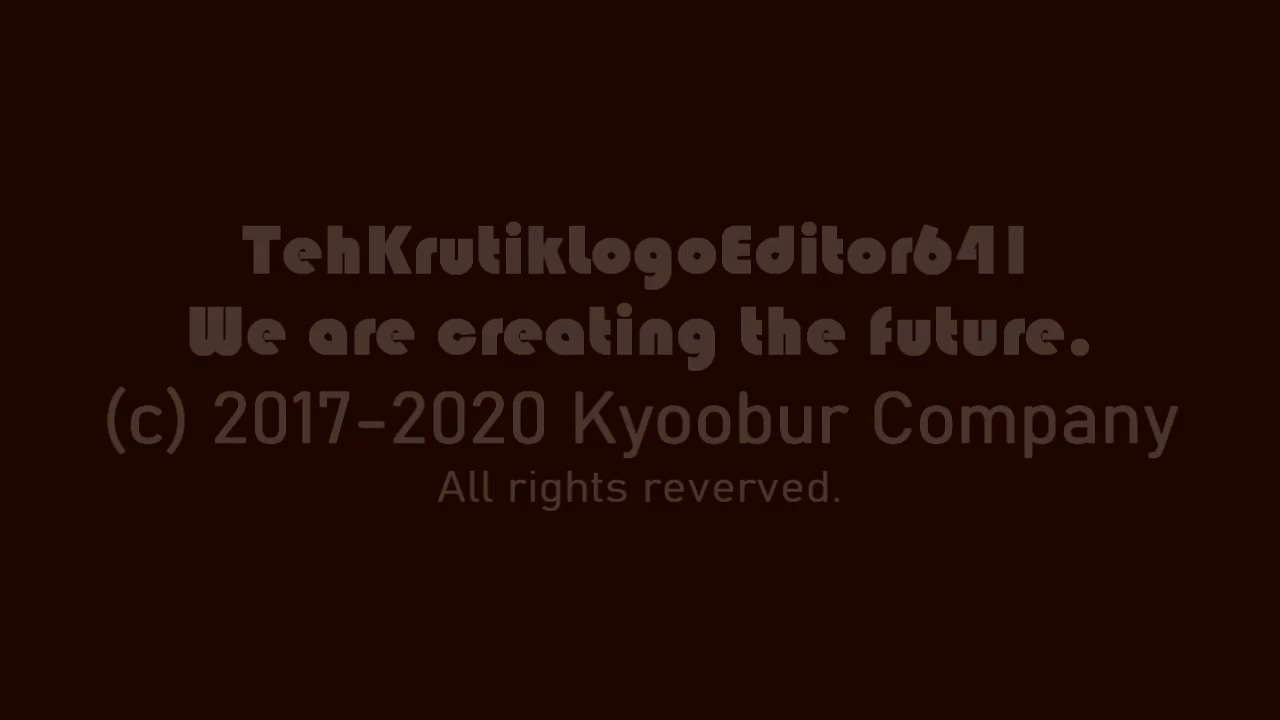 TehKrutikLogoEditor641
We are creating the future.
(c) 2017-2020 Kyoobur Company
All rights reverved.